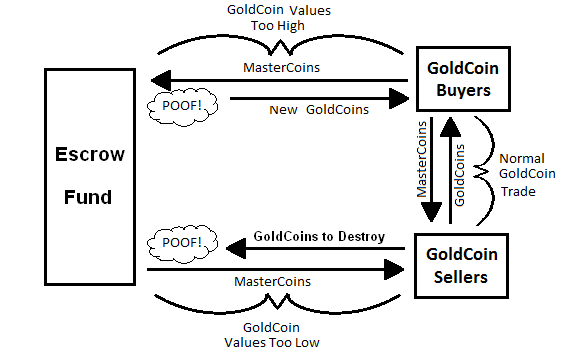 GoldCoin Values
Too High
MasterCoins
POOF!
New GoldCoins
GoldCoin
Buyers
Escrow
Fund
MasterCoins
GoldCoins
Normal
GoldCoin
Trade
POOF!
GoldCoins to Destroy
MasterCoins
GoldCoin
Sellers
GoldCoin
Values Too Low